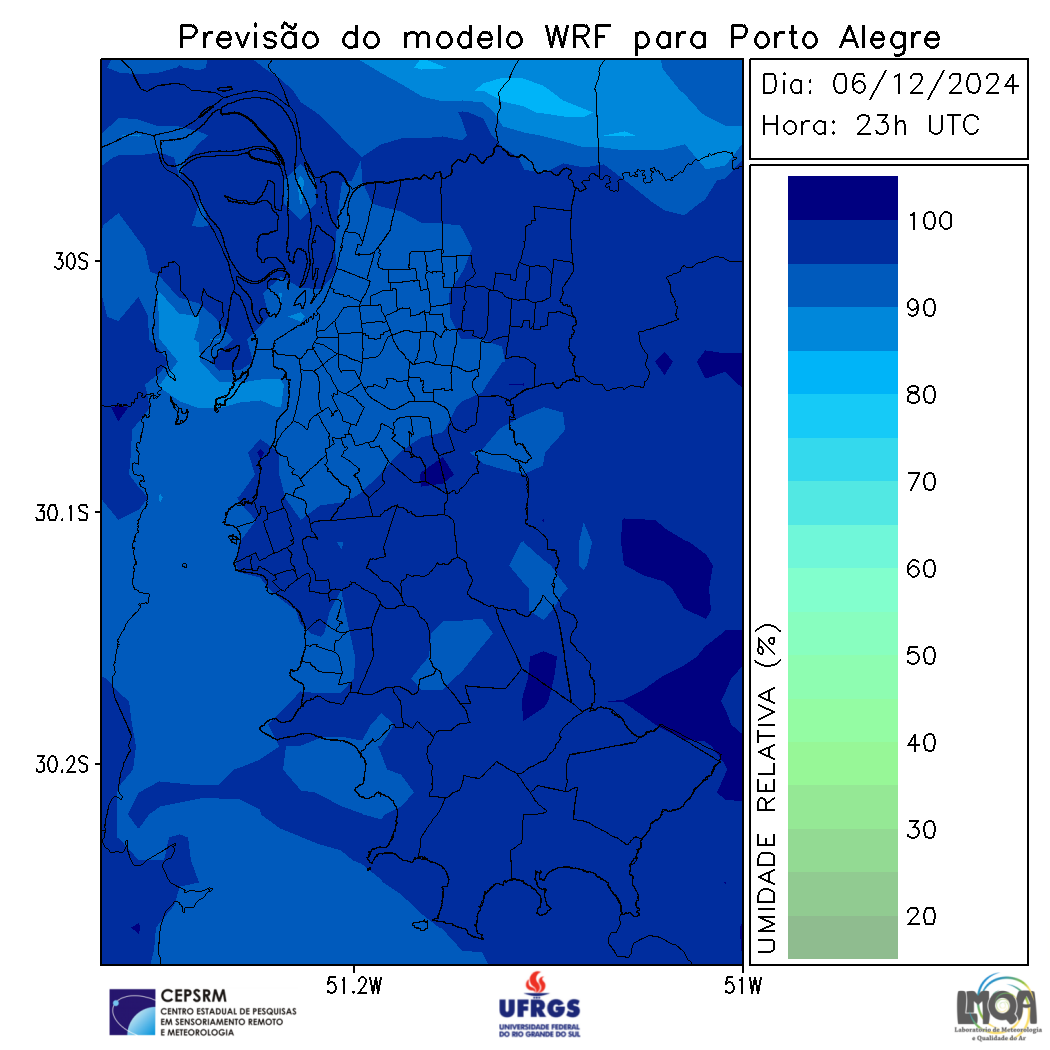 Previsão do modelo WRF para Porto Alegre
Dia: 06/12/2024
Hora: 23h UTC
30S
30.1S
30.2S
51.2W
51W
100
90
80
70
60
50
40
30
20
UMIDADE RELATIVA (%)
CEPSRM
CENTRO ESTADUAL DE PESQUISAS
EM SENSORIAMENTO REMOTO
E METEOROLOGIA
UFRGS
UNIVERSIDADE FEDERAL
DO RIO GRANDE DO SUL
LMQA
Laboratório de Meteorologia
e Qualidade do Ar